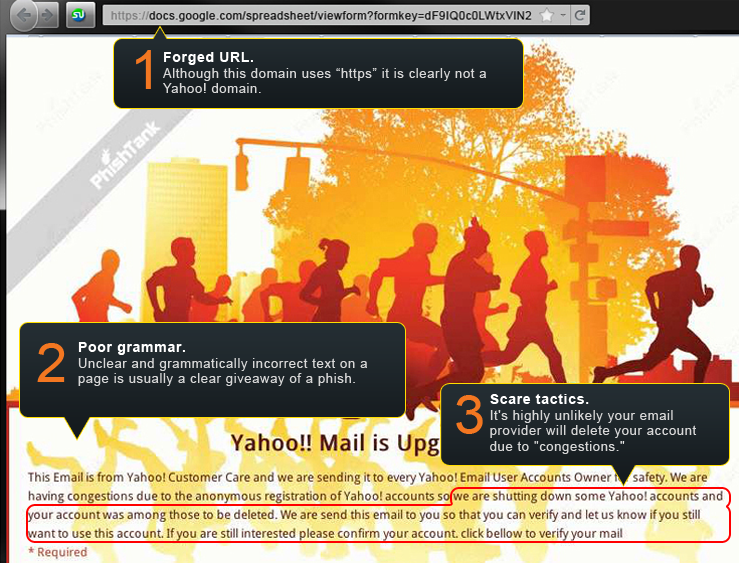 https://docs.google.com/spreadsheet/viewform?formkey=dF9IQ0c0LWtxVlN2
1 Forged URL.
Although this domain uses “https” it is clearly not a
Yahoo! domain.
PhishTank
2 Poor grammar.
Unclear and grammatically incorrect text on a
page is usually a clear giveaway of a phish.
3 Scare tactics.
It's highly unlikely your email
provider will delete your account
due to "congestions."
Yahoo!! Mail is Upg
This Email is from Yahoo! Customer Care and we are sending it to every Yahoo! Email User Accounts Owner safety. We are
having congestions due to the anonymous registration of Yahoo! accounts so we are shutting down some Yahoo! accounts and
your account was among those to be deleted. We are send this email to you so that you can verify and let us know if you still
want to use this account. If you are still interested please confirm your account. click bellow to verify your mail
* Required